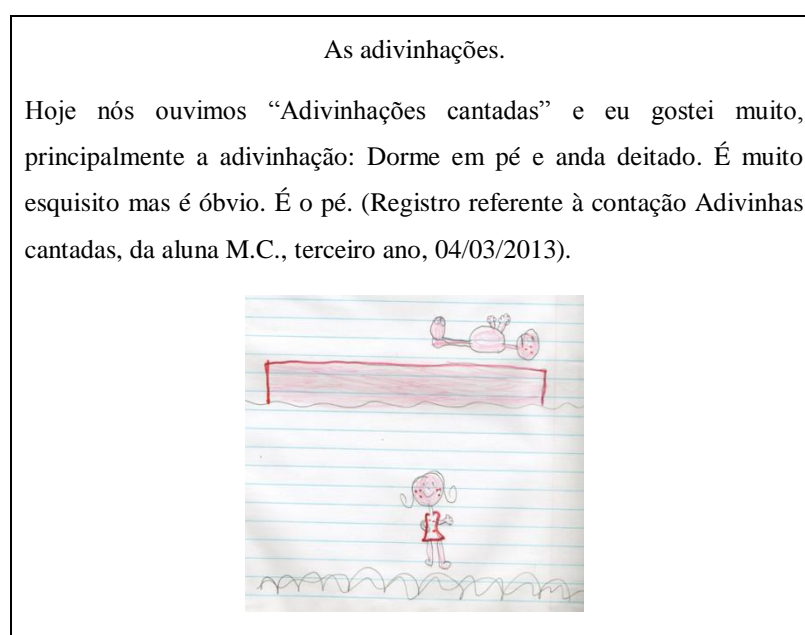 As adivinhações.
Hoje nós ouvimos “Adivinhações cantadas” e eu gostei muito,
principalmente a adivinhação: Dorme em pé e anda deitado. É muito
esquisito mas é óbvio. É o pé. (Registro referente à contação Adivinhas
cantadas, da aluna M.C., terceiro ano, 04/03/2013).